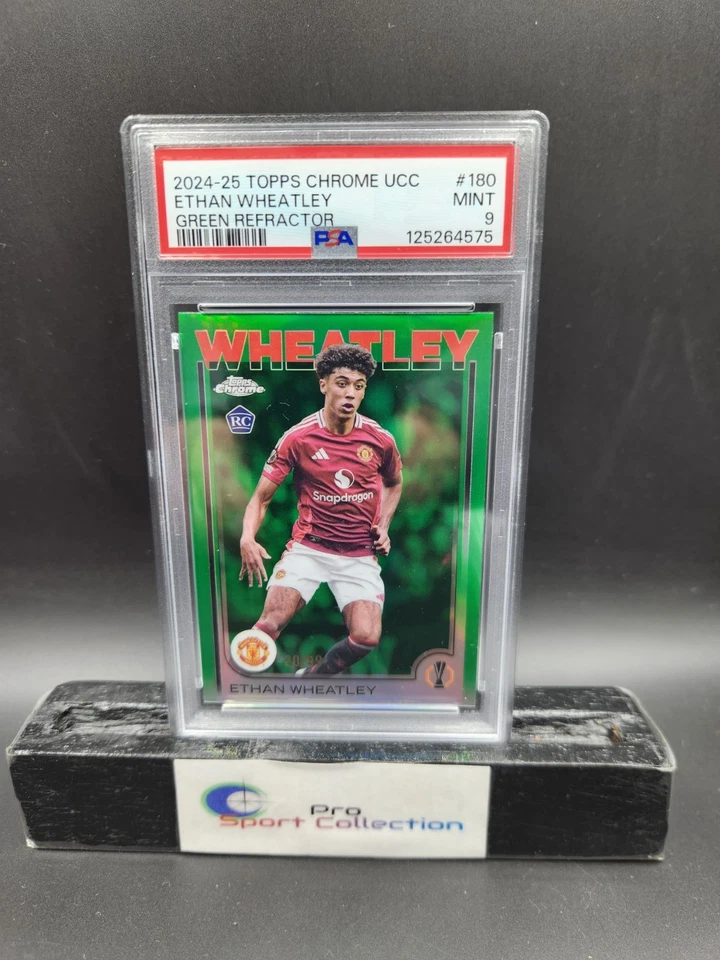 2024-25 TOPPS CHROME UCC #180
ETHAN WHEATLEY MINT
GREEN REFRACTOR 9
PSA 125264575
WHEATLEY
Topps
Chrome
RC
Snapdragon
ETHAN WHEATLEY
Pro
Sport Collection